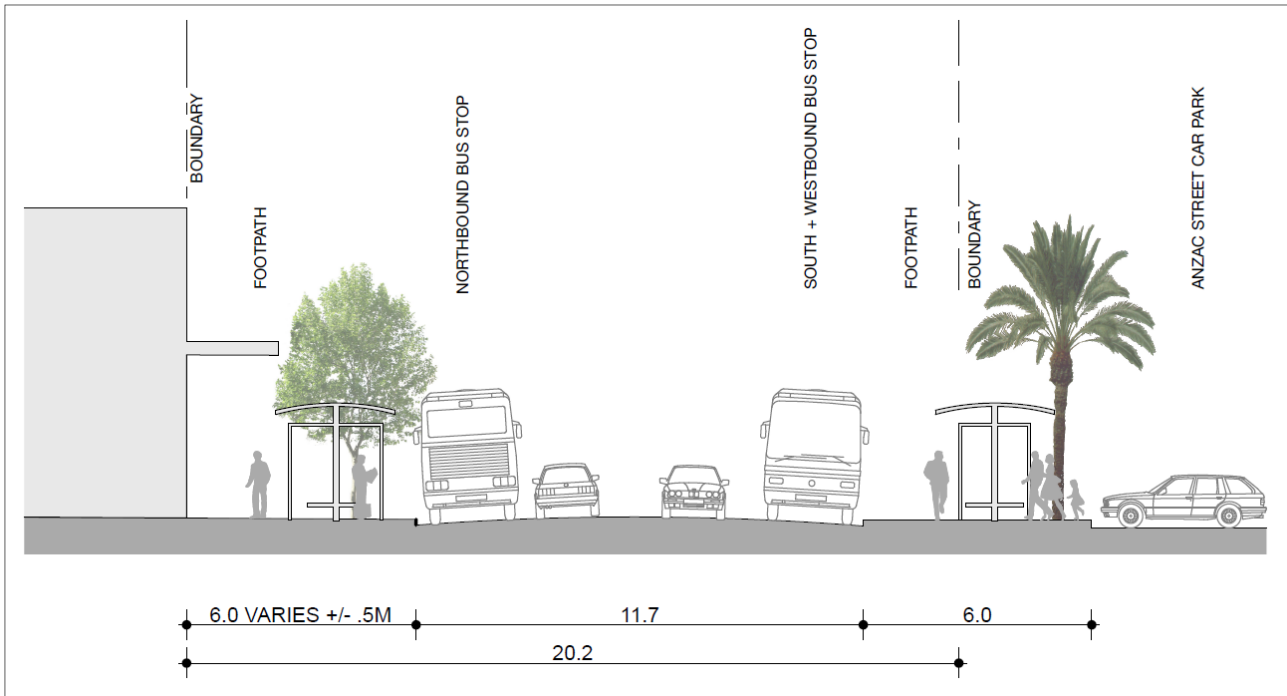 BOUNDARY
FOOTPATH
NORTHBOUND BUS STOP
SOUTH + WESTBOUND BUS STOP
FOOTPATH
BOUNDARY
ANZAC STREET CAR PARK
6.0 VARIES +/- .5M
11.7
6.0
20.2